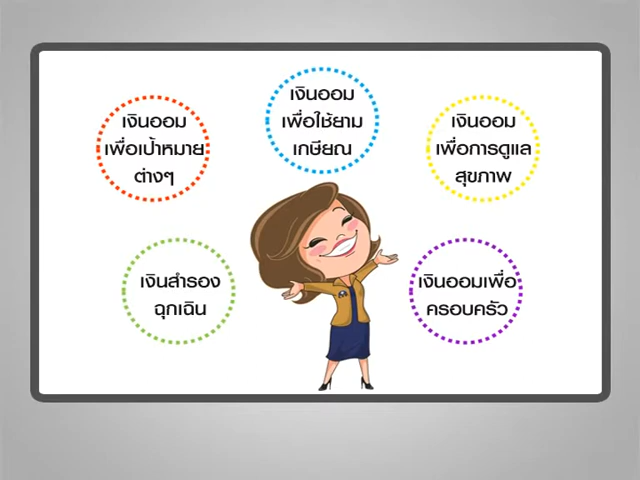 เงินออม
เพื่อเป้าหมาย
ต่างๆ
เงินออม
เพื่อใช้ยาม
เกษียณ
เงินออม
เพื่อการดูแล
สุขภาพ
เงินสำรอง
ฉุกเฉิน
เงินออมเพื่อ
ครอบครัว